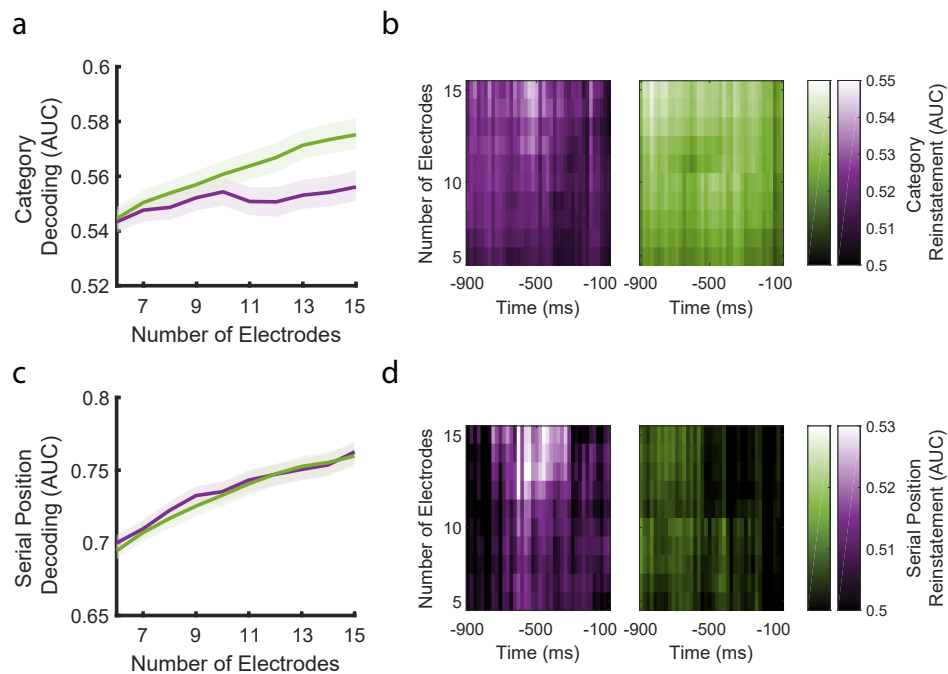 a
Category
Decoding (AUC)
0.6
0.58
0.56
0.54
0.52
7 9 11 13 15
Number of Electrodes
b
Number of Electrodes
15
10
5
-900 -500 -100
Time (ms)
-900 -500 -100
Time (ms)
0.55
0.54
0.53
0.52
0.51
0.5
Category
Reinstatement (AUC)
c
Serial Position
Decoding (AUC)
0.8
0.75
0.7
0.65
7 9 11 13 15
Number of Electrodes
d
Number of Electrodes
15
10
5
-900 -500 -100
Time (ms)
-900 -500 -100
Time (ms)
0.53
0.52
0.51
0.5
Serial Position
Reinstatement (AUC)